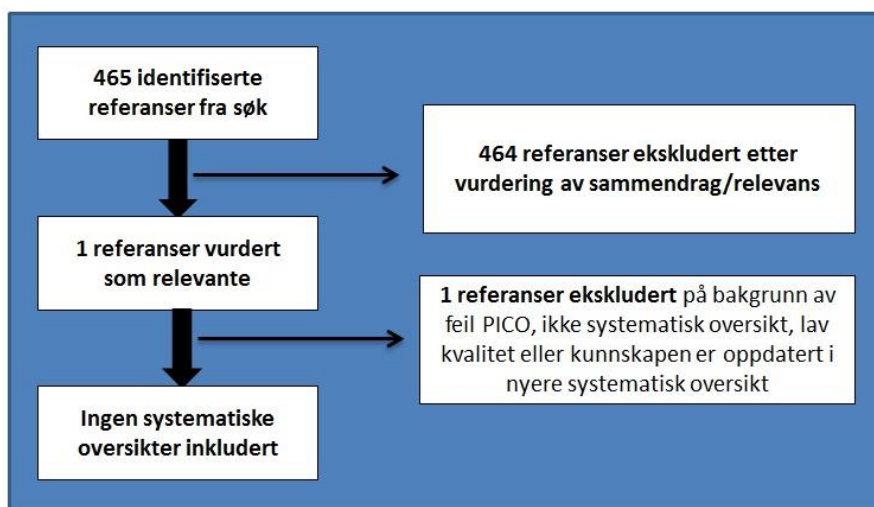 465 identifiserte
referanser fra søk
464 referanser ekskludert etter
vurdering av sammendrag/relevans
1 referanser vurdert
som relevante
1 referanser ekskludert på bakgrunn av
feil PICO, ikke systematisk oversikt, lav
kvalitet eller kunnskapen er oppdatert i
nyere systematisk oversikt
Ingen systematiske
oversikter inkludert